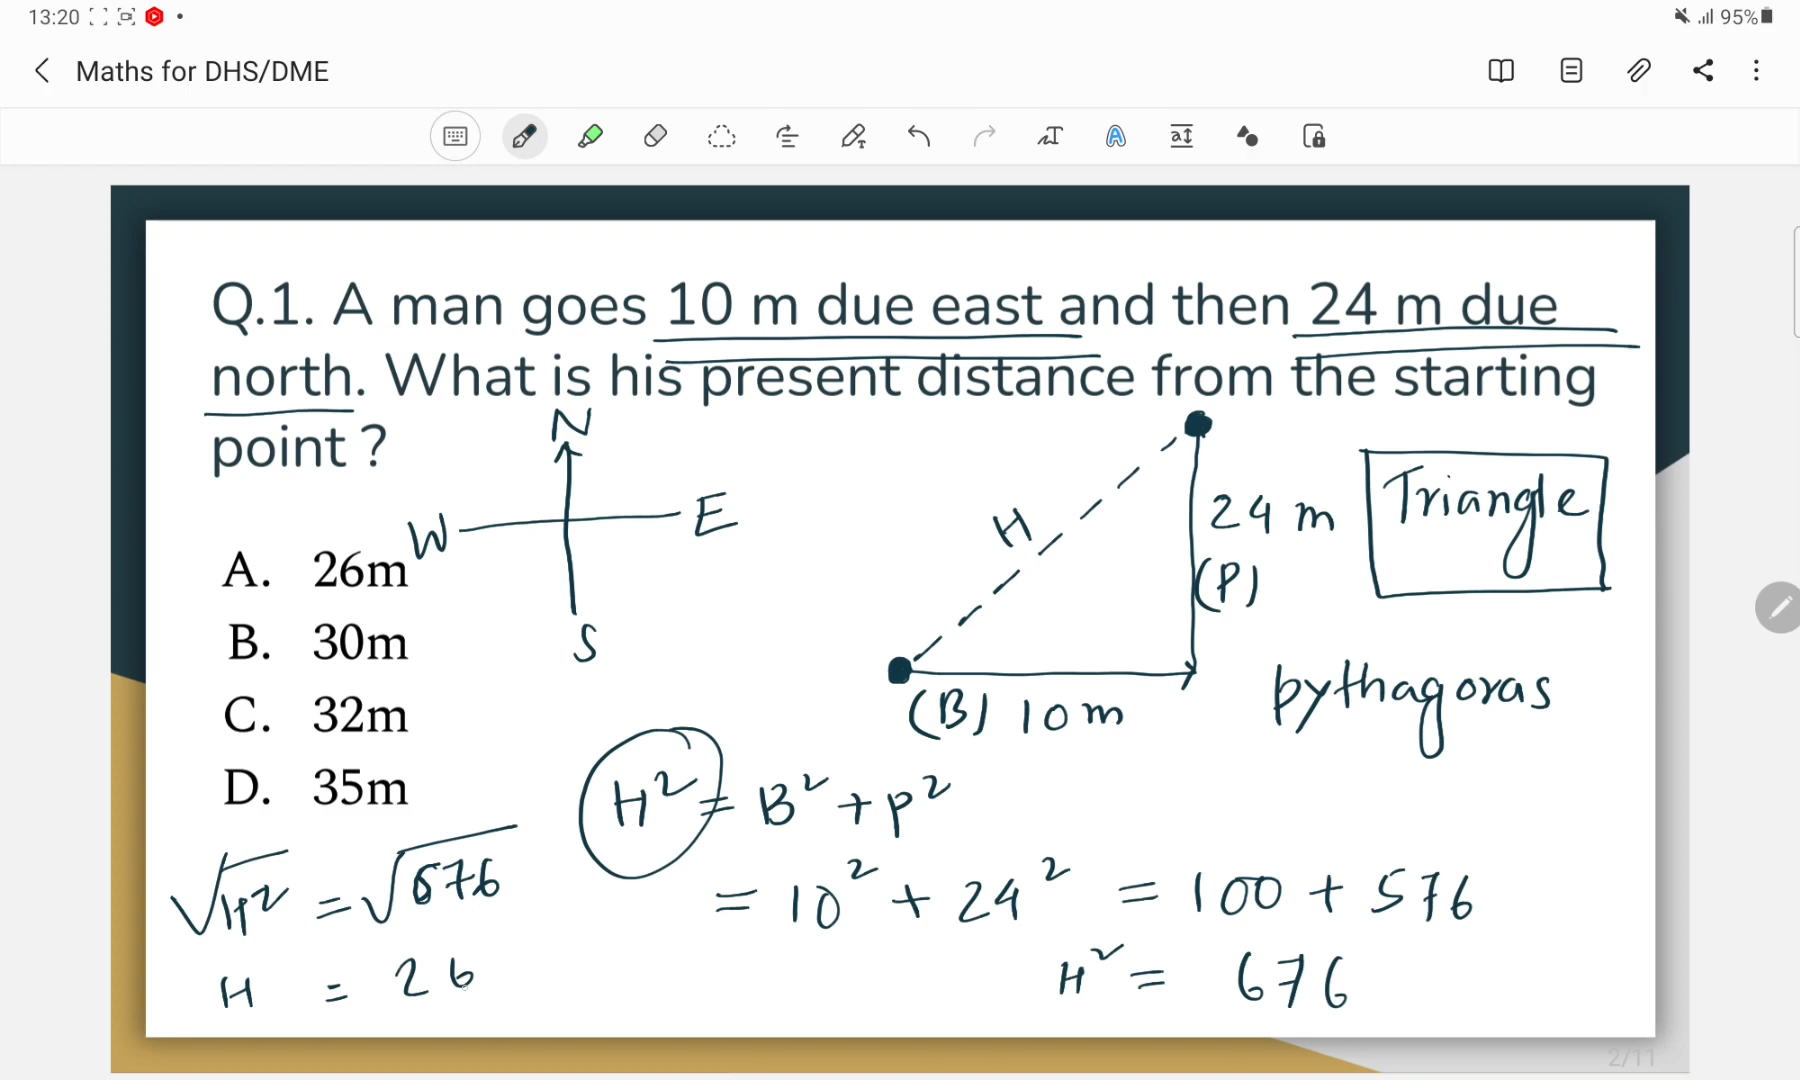 13:20
95%
Maths for DHS/DME
Q.1. A man goes 10 m due east and then 24 m due
north. What is his present distance from the starting
point ?
N
W
E
S
A. 26m
B. 30m
C. 32m
D. 35m
H
24 m
(P)
(B) 10m
Triangle
pythagoras
H² = B² + P²
= 10² + 24² = 100 + 576
H² = 676
√H² = √676
H = 26
2/11